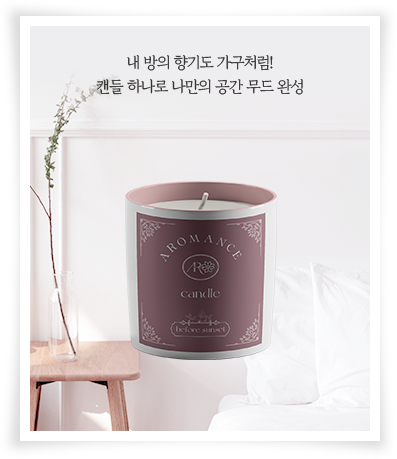 내 방의 향기도 가구처럼!
캔들 하나로 나만의 공간 무드 완성
AROMANCE
AR
candle
before sunset